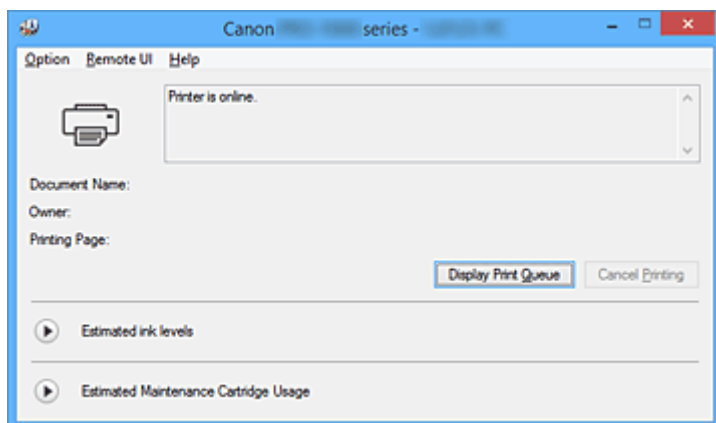 Canon series -
Option Remote UI Help
Printer is online.
Document Name:
Owner:
Printing Page:
Display Print Queue Cancel Printing
Estimated ink levels
Estimated Maintenance Cartridge Usage